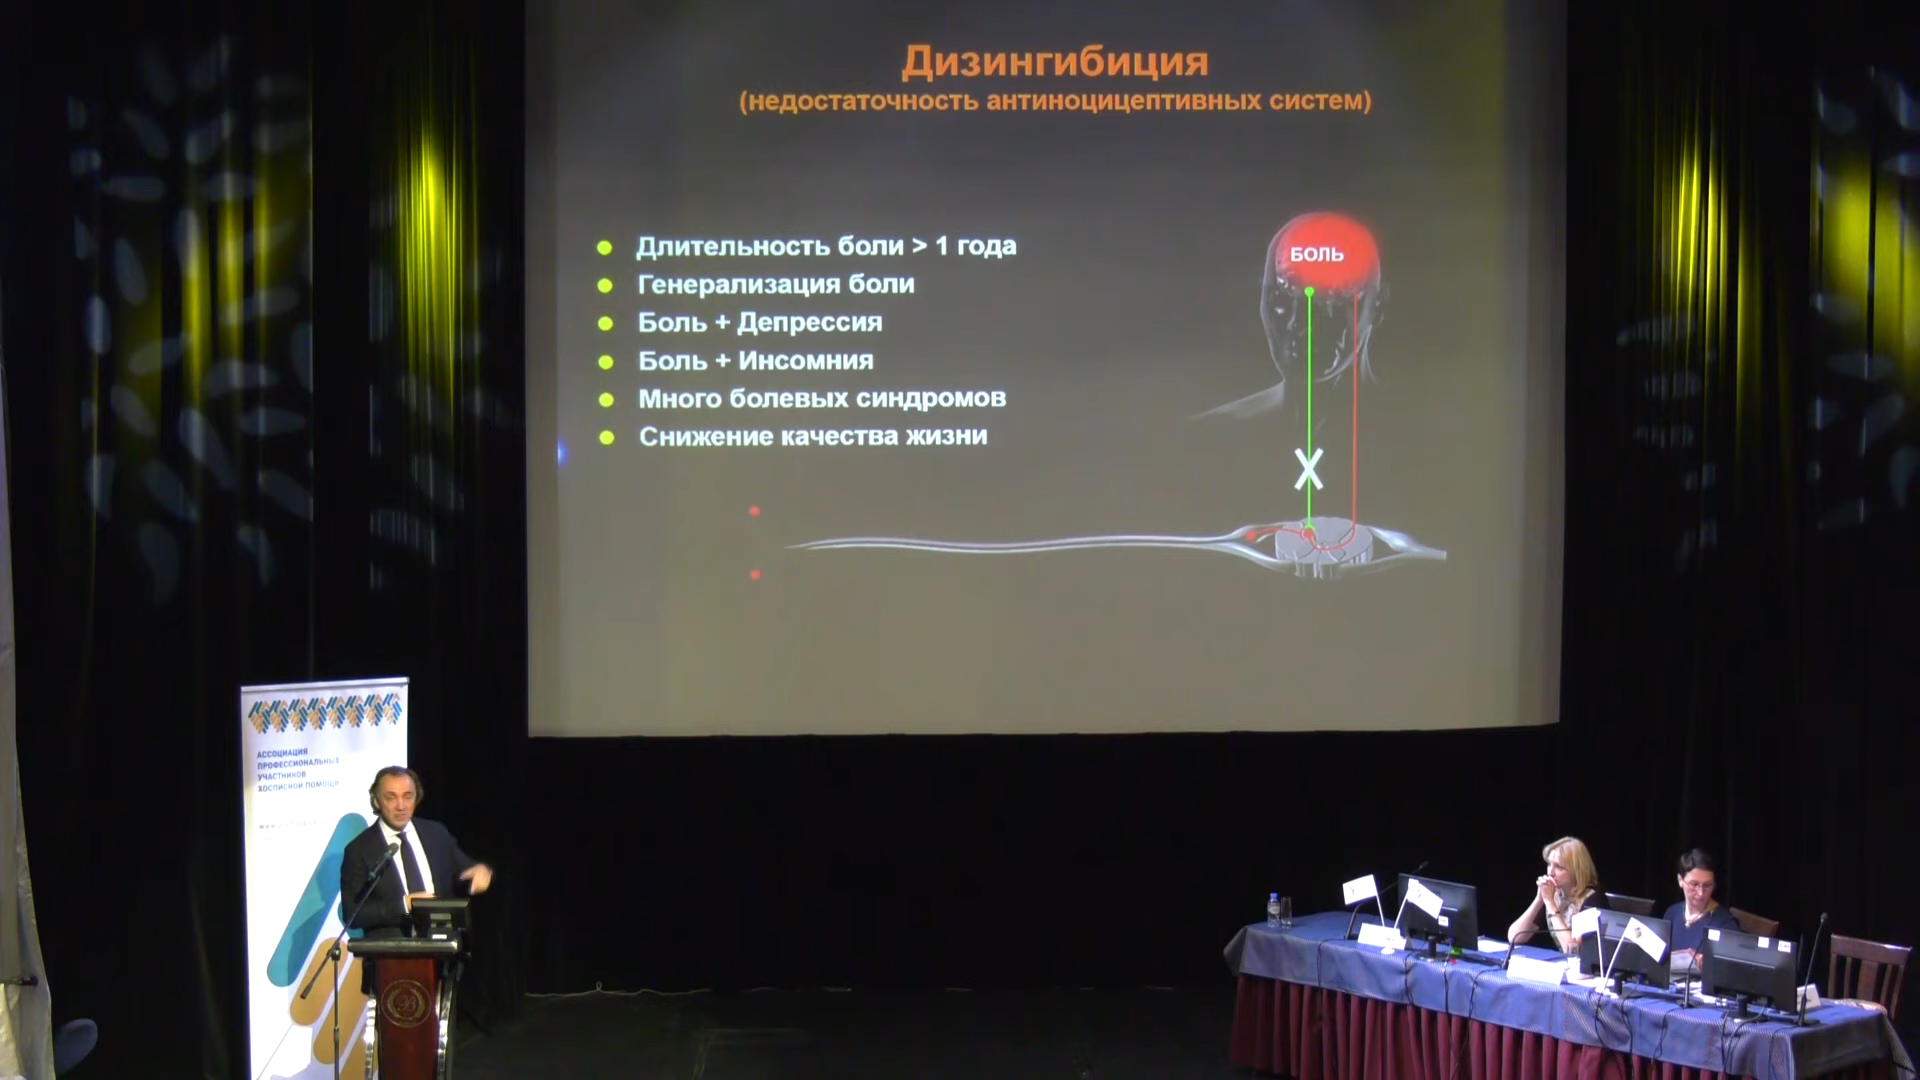 Дизингибиция
(недостаточность антиноцицептивных систем)
Длительность боли > 1 года
Генерализация боли
Боль + Депрессия
Боль + Инсомния
Много болевых синдромов
Снижение качества жизни
БОЛЬ
X
АССОЦИАЦИЯ
ПРОФЕССИОНАЛЬНЫХ
УЧАСТНИКОВ
ХОСПИСНОЙ ПОМОЩИ